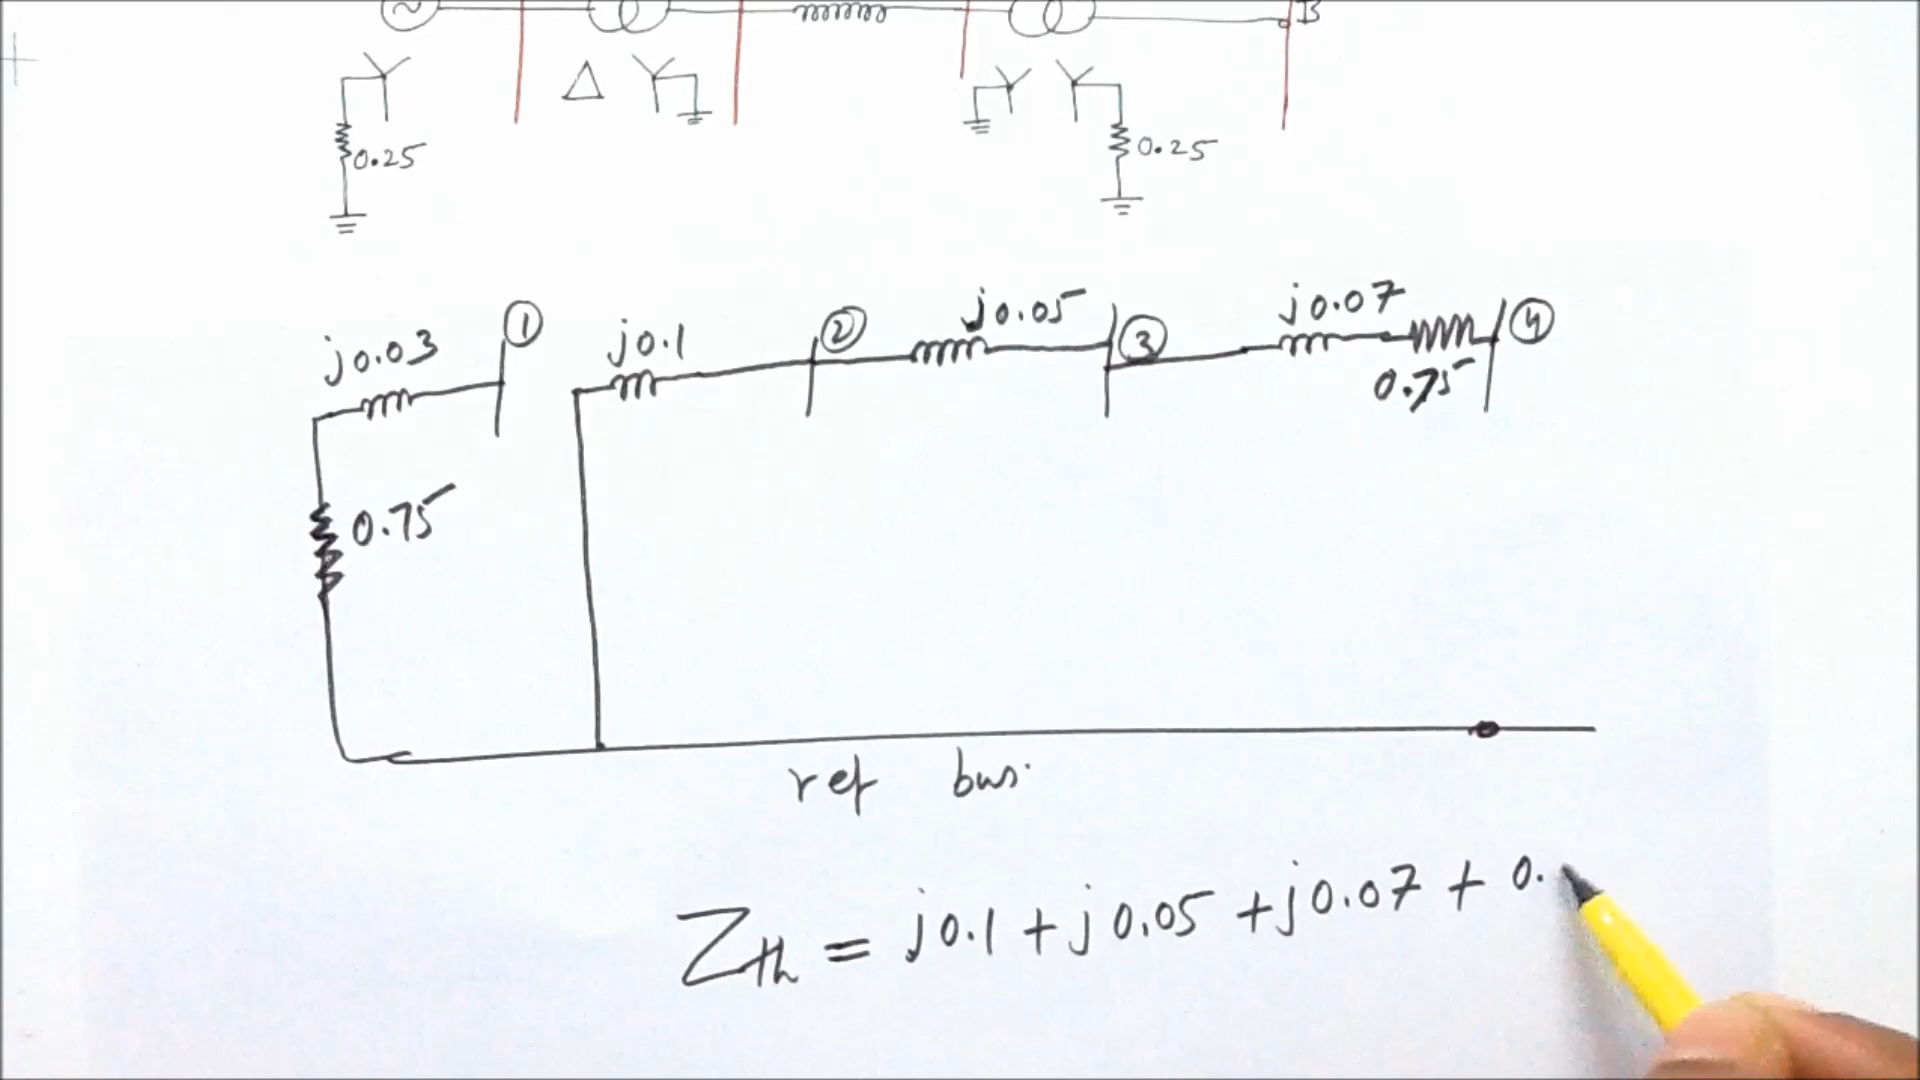 B
0.25
0.25
j0.03
1
j0.1
2
j0.05
3
j0.07
4
0.75
0.75
ref bus.
Zth = j0.1 + j0.05 + j0.07 + 0.